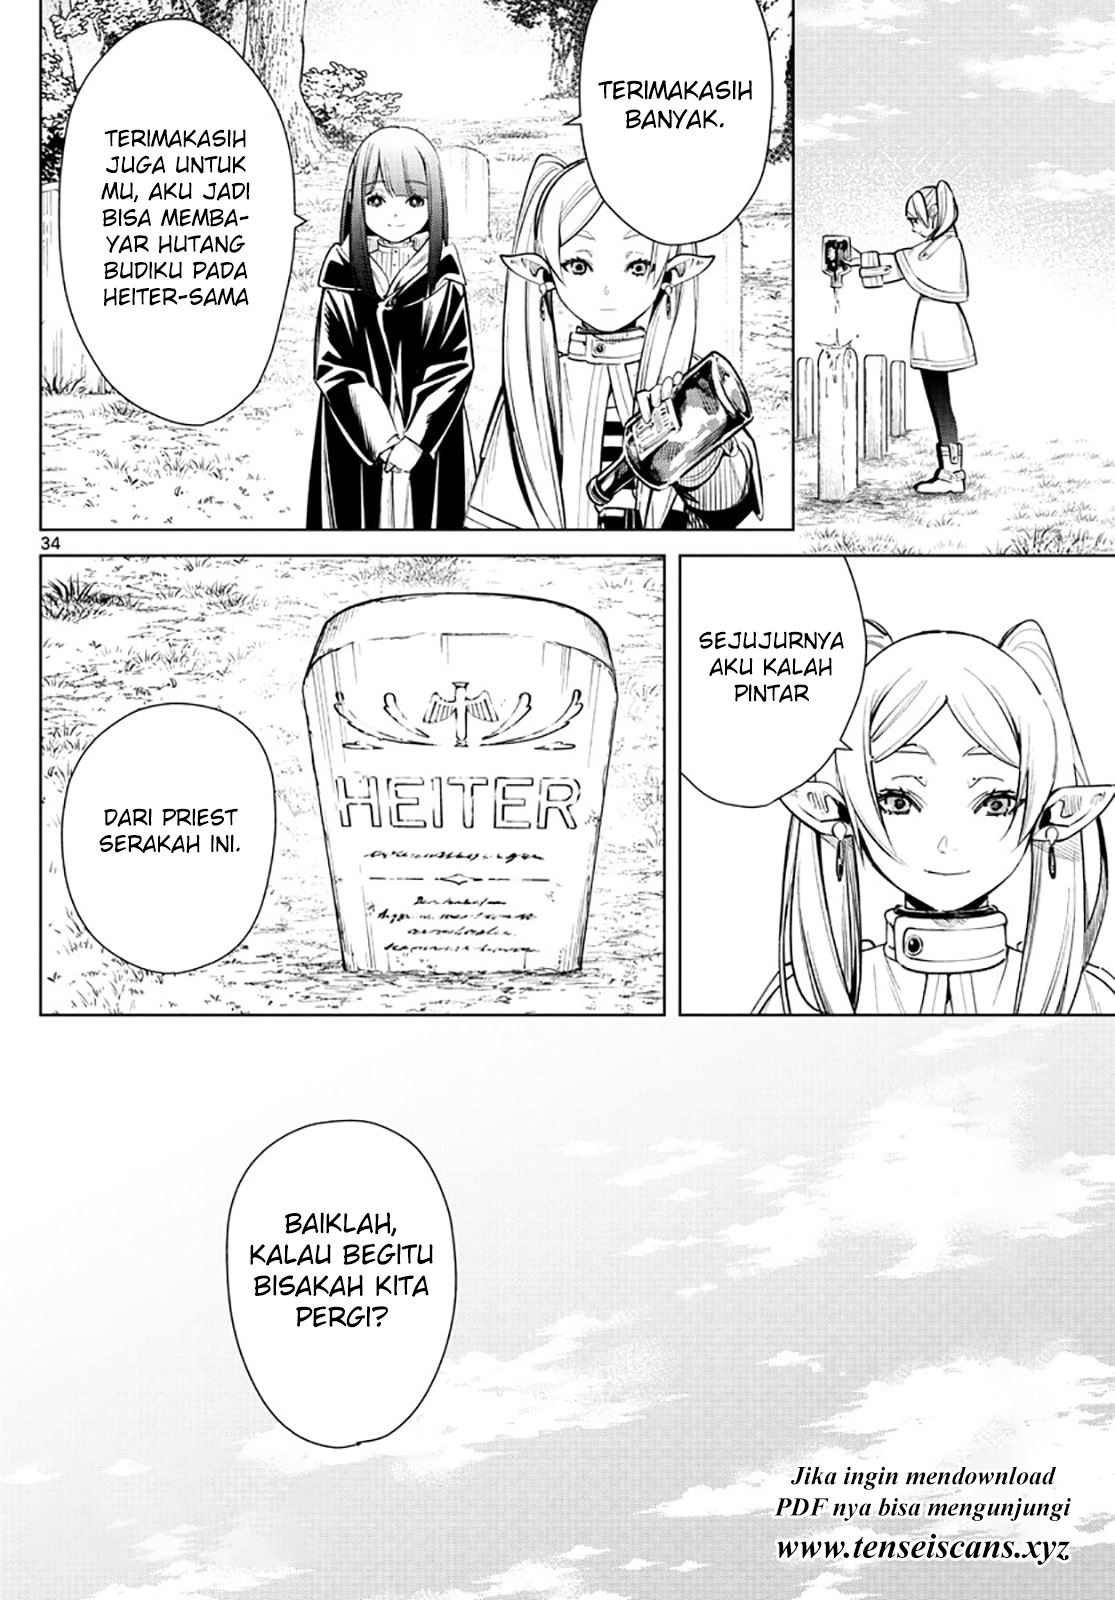 TERIMAKASIH
BANYAK.
TERIMAKASIH
JUGA UNTUK
MU, AKU JADI
BISA MEMBA-
YAR HUTANG
BUDIKU PADA
HEITER-SAMA
34
SEJUJURNYA
AKU KALAH
PINTAR
HEITER
DARI PRIEST
SERAKAH INI.
BAIKLAH,
KALAU BEGITU
BISAKAH KITA
PERGI?
Jika ingin mendownload
PDF nya bisa mengunjungi
www.tenseiscans.xyz